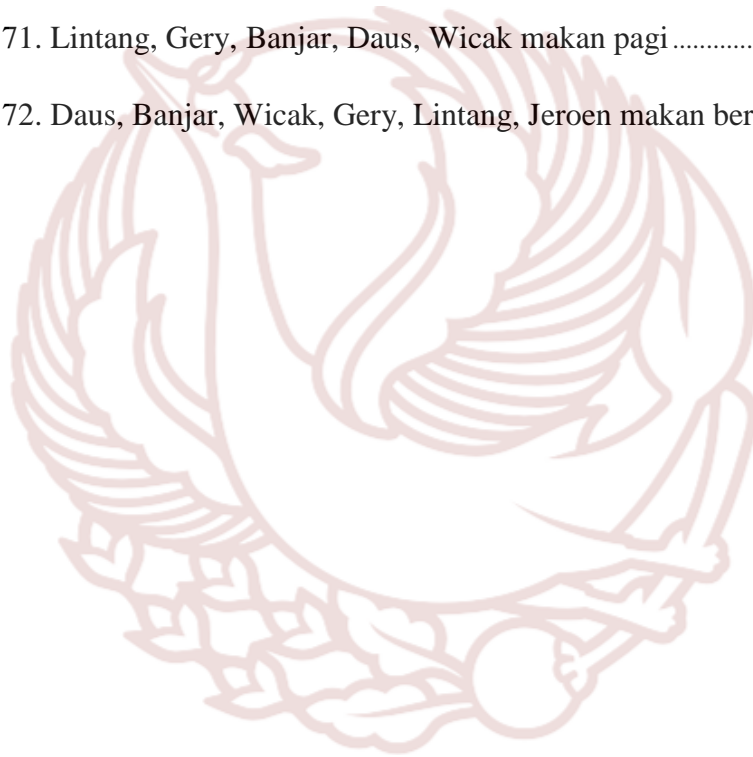 71. Lintang, Gery, Banjar, Daus, Wicak makan pagi ............
72. Daus, Banjar, Wicak, Gery, Lintang, Jeroen makan ber